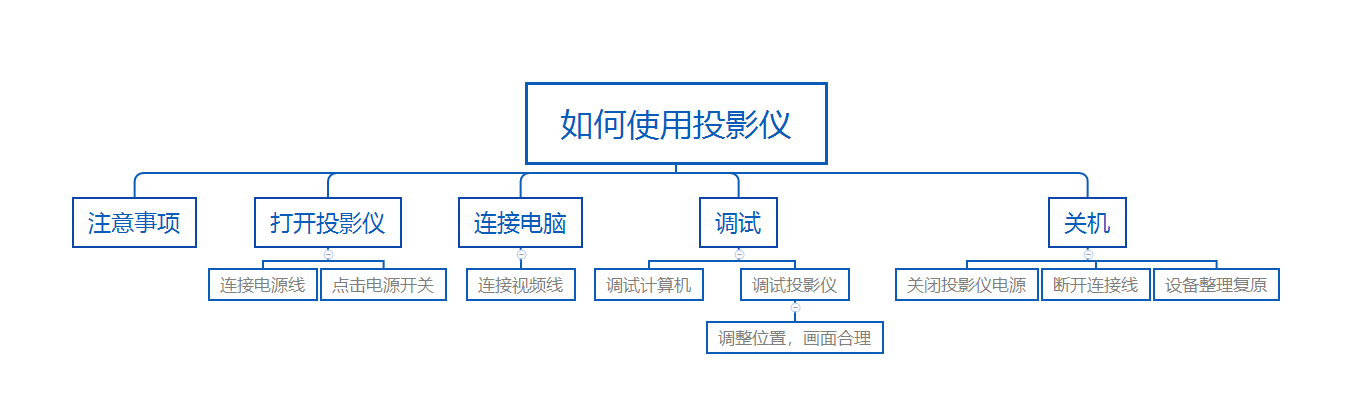 如何使用投影仪
注意事项
打开投影仪
连接电脑
调试
关机
连接电源线
点击电源开关
连接视频线
调试计算机
调试投影仪
关闭投影仪电源
断开连接线
设备整理复原
调整位置，画面合理